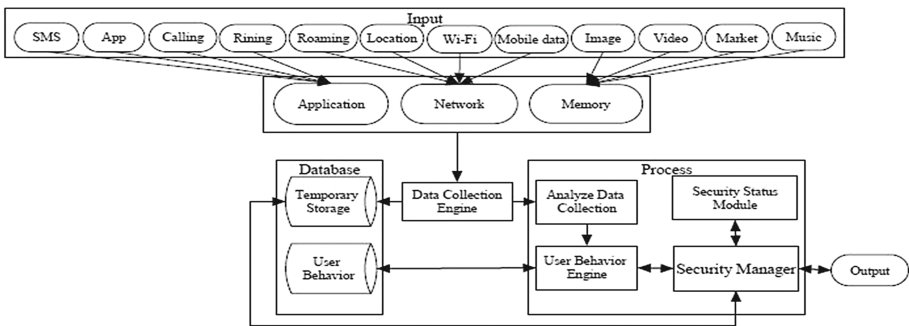 Input
SMS
App
Calling
Rining
Roaming
Location
Wi-Fi
Mobile data
Image
Video
Market
Music
Application
Network
Memory
Database
Temporary
Storage
User
Behavior
Data Collection
Engine
Process
Analyze Data
Collection
Security Status
Module
User Behavior
Engine
Security Manager
Output